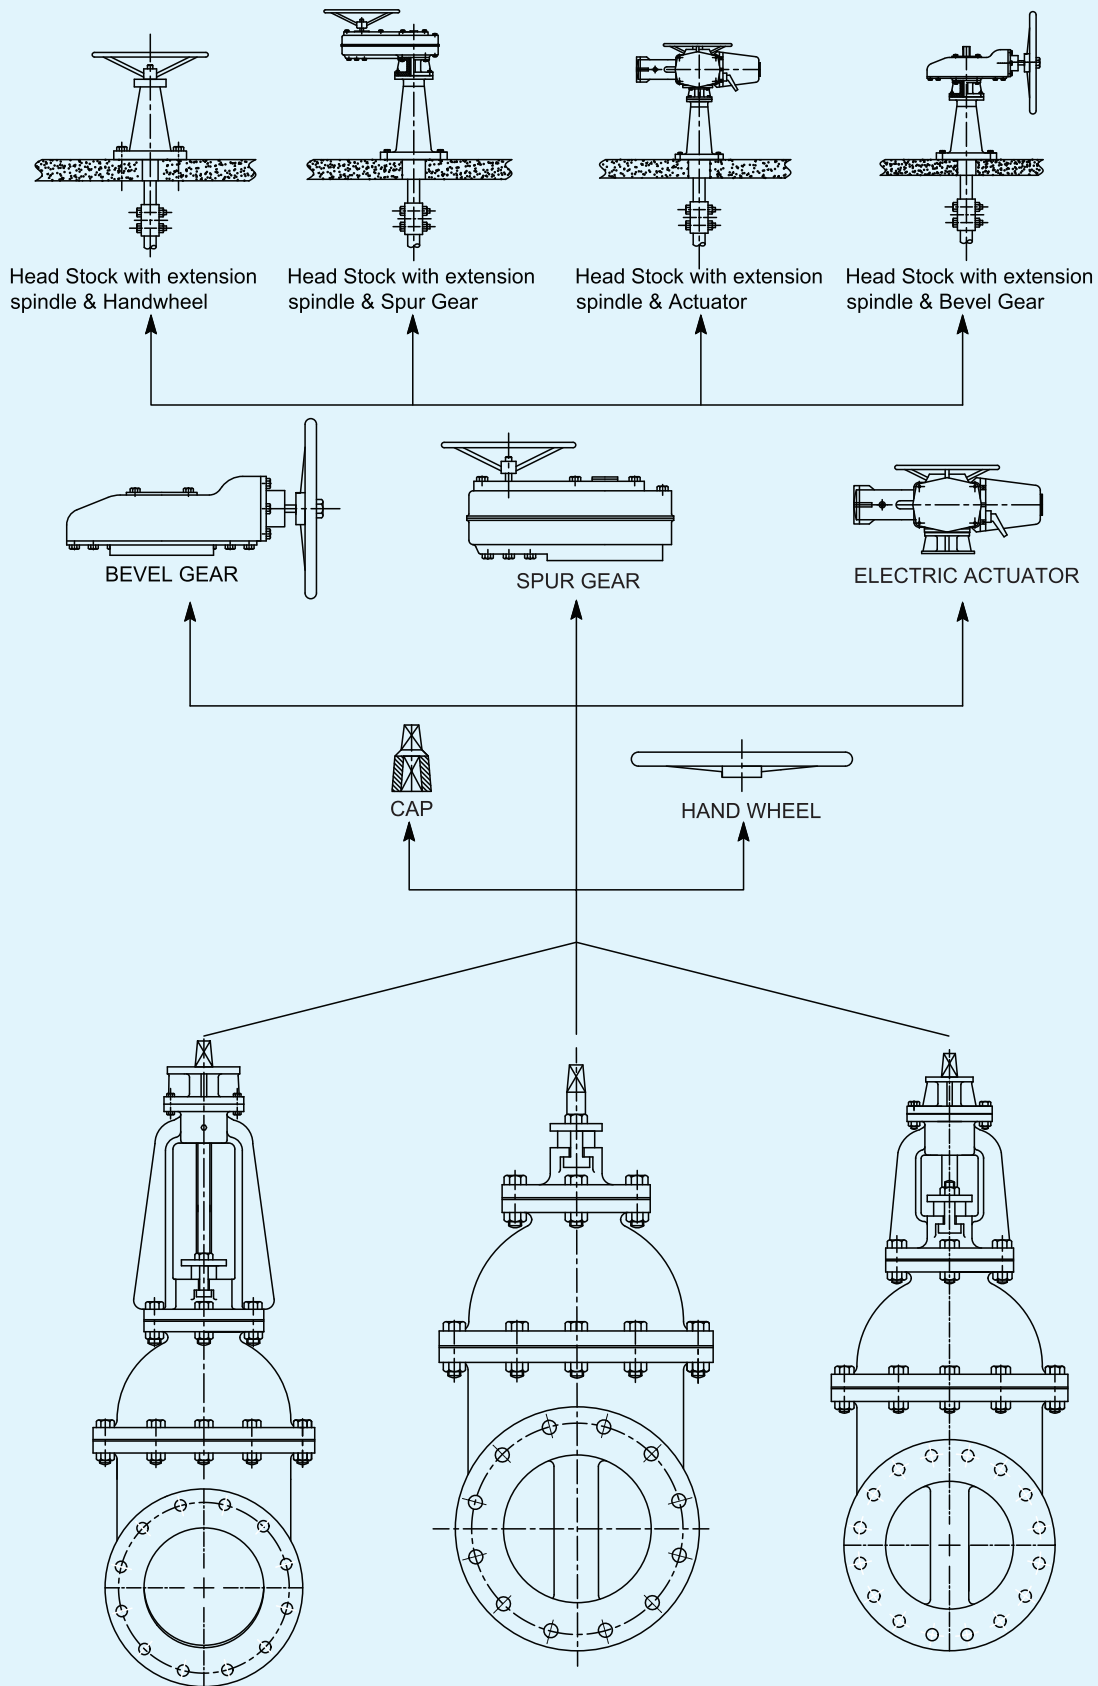 Head Stock with extension
spindle & Handwheel
Head Stock with extension
spindle & Spur Gear
Head Stock with extension
spindle & Actuator
Head Stock with extension
spindle & Bevel Gear
BEVEL GEAR
SPUR GEAR
ELECTRIC ACTUATOR
CAP
HAND WHEEL